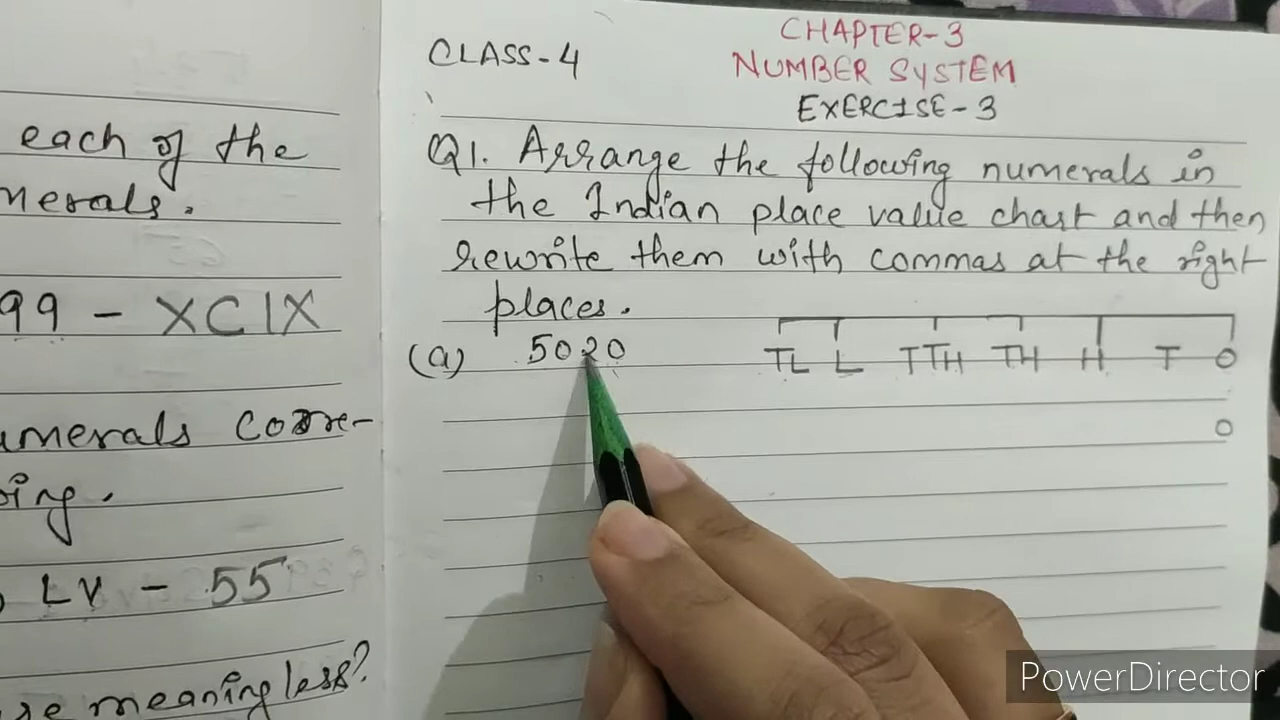 each of the
merals.
99 - XCIX
umerals corre-
ing.
LV - 55
meaningless?
CHAPTER-3
CLASS-4
NUMBER SYSTEM
EXERCISE-3
Q1. Arrange the following numerals in
the Indian place value chart and then
rewrite them with commas at the right
places.
(a) 5020 TL L TTH TH H T O
O
PowerDirector